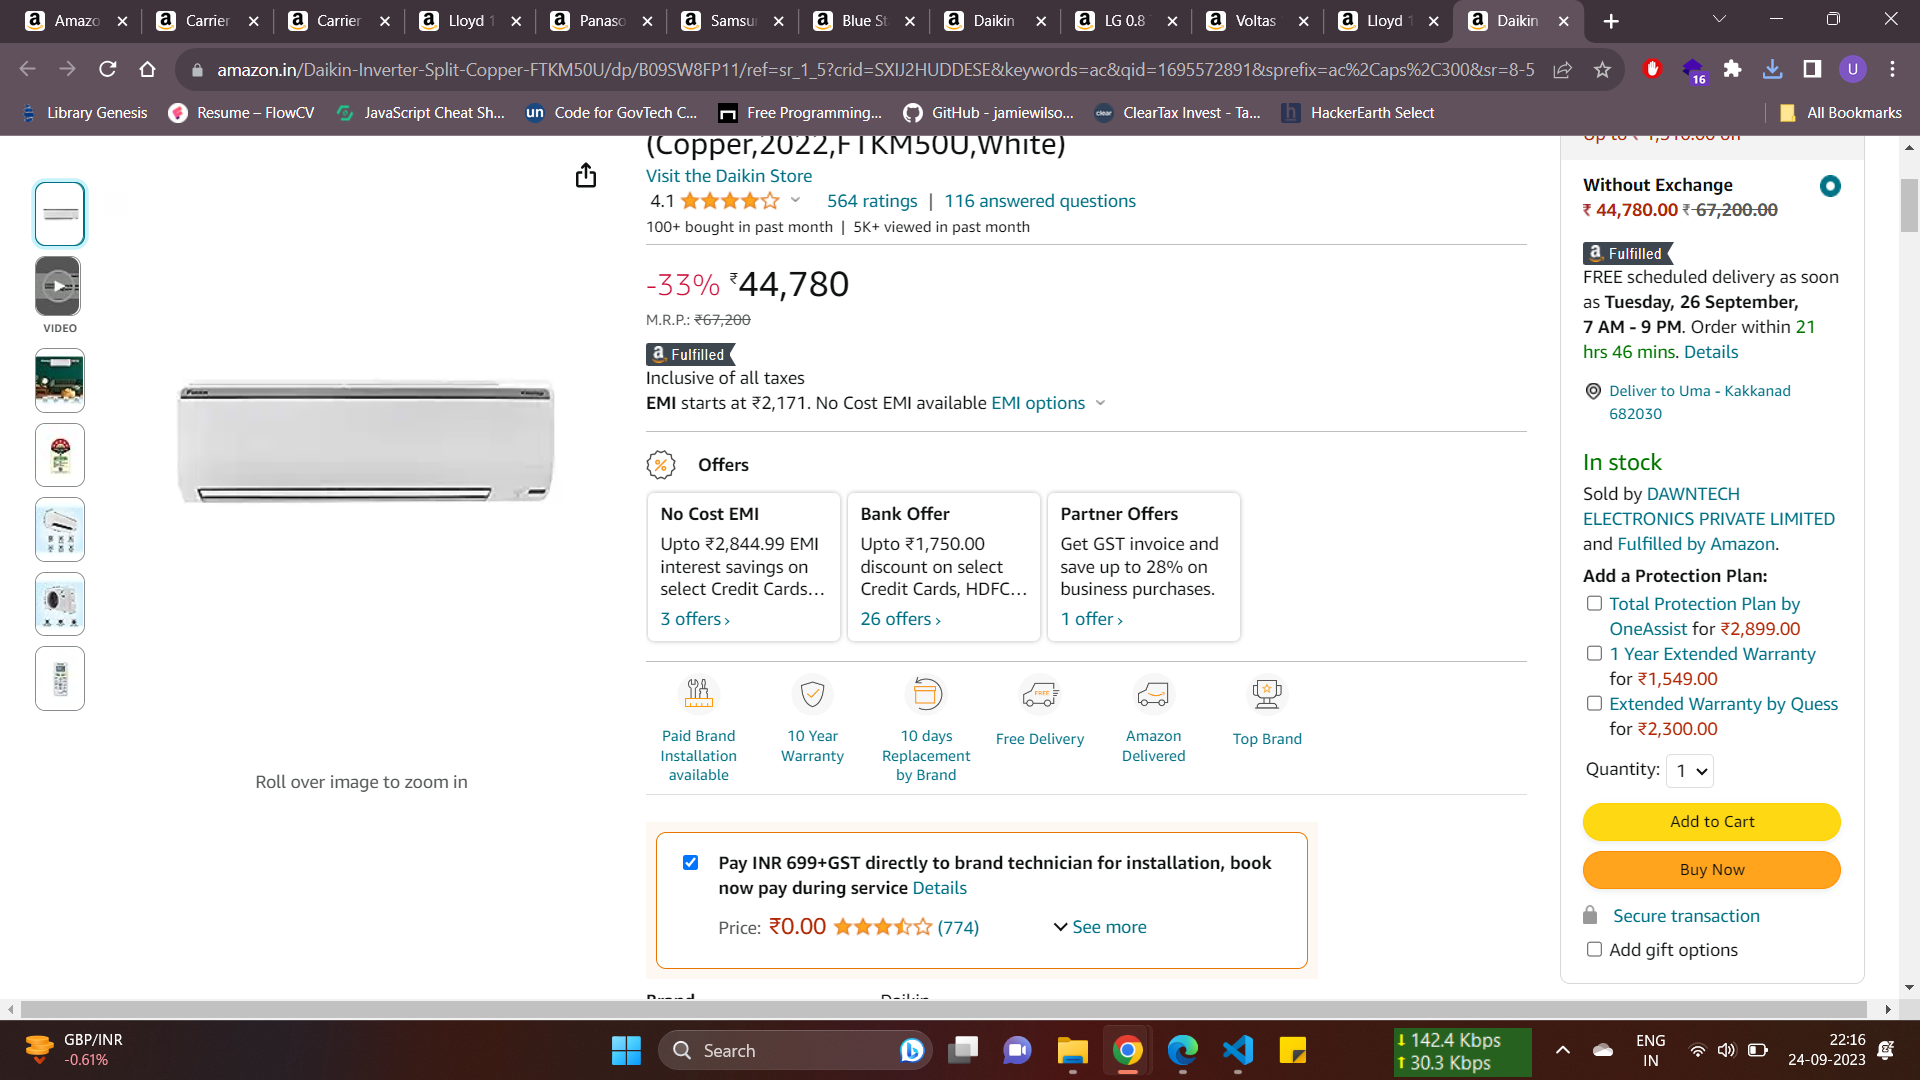 Amazo
Carrier
Carrier
Lloyd 1
Panaso
Samsun
Blue St
Daikin
LG 0.8
Voltas
Lloyd 1
Daikin
amazon.in/Daikin-Inverter-Split-Copper-FTKM50U/dp/B09SW8FP11/ref=sr_1_5?crid=SXIJ2HUDDESE&keywords=ac&qid=1695572891&sprefix=ac%2Caps%2C300&sr=8-5
16
U
Library Genesis
Resume – FlowCV
JavaScript Cheat Sh...
un
Code for GovTech C...
Free Programming...
GitHub - jamiewilso...
clear
ClearTax Invest - Ta...
h
HackerEarth Select
All Bookmarks
(Copper,2022,FTKM50U,White)
Visit the Daikin Store
4.1
564 ratings | 116 answered questions
100+ bought in past month | 5K+ viewed in past month
-33% ₹44,780
M.R.P.: ₹67,200
a Fulfilled
Inclusive of all taxes
EMI starts at ₹2,171. No Cost EMI available EMI options
Offers
No Cost EMI
Upto ₹2,844.99 EMI
interest savings on
select Credit Cards…
3 offers ›
Bank Offer
Upto ₹1,750.00
discount on select
Credit Cards, HDFC…
26 offers ›
Partner Offers
Get GST invoice and
save up to 28% on
business purchases.
1 offer ›
Paid Brand
Installation
available
10 Year
Warranty
10 days
Replacement
by Brand
FREE
Free Delivery
Amazon
Delivered
Top Brand
Pay INR 699+GST directly to brand technician for installation, book
now pay during service Details
Price: ₹0.00 (774)
See more
Brand Daikin
VIDEO
Roll over image to zoom in
Up to ₹ 1,510.00 off
Without Exchange
₹ 44,780.00 ₹ 67,200.00
a Fulfilled
FREE scheduled delivery as soon
as Tuesday, 26 September,
7 AM - 9 PM. Order within 21
hrs 46 mins. Details
Deliver to Uma - Kakkanad
682030
In stock
Sold by DAWNTECH
ELECTRONICS PRIVATE LIMITED
and Fulfilled by Amazon.
Add a Protection Plan:
Total Protection Plan by
OneAssist for ₹2,899.00
1 Year Extended Warranty
for ₹1,549.00
Extended Warranty by Quess
for ₹2,300.00
Quantity: 1
Add to Cart
Buy Now
Secure transaction
Add gift options
GBP/INR
-0.61%
Search
142.4 Kbps
30.3 Kbps
ENG
IN
22:16
24-09-2023